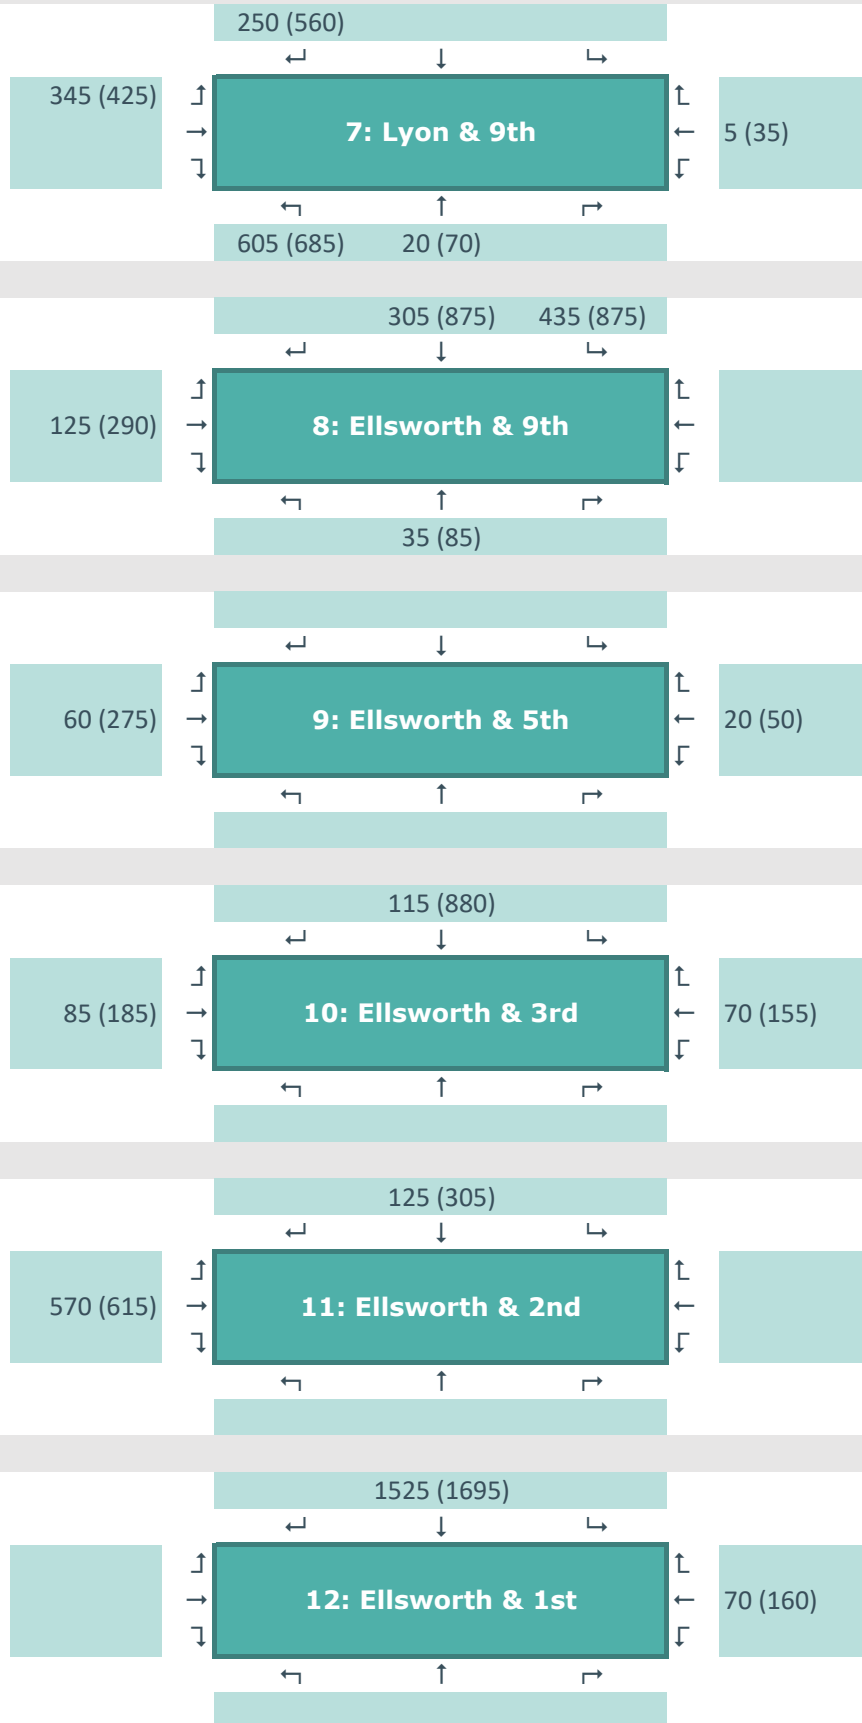 250 (560)
345 (425)
7: Lyon & 9th
5 (35)
605 (685) 20 (70)
305 (875) 435 (875)
125 (290)
8: Ellsworth & 9th
35 (85)
60 (275)
9: Ellsworth & 5th
20 (50)
115 (880)
85 (185)
10: Ellsworth & 3rd
70 (155)
125 (305)
570 (615)
11: Ellsworth & 2nd
1525 (1695)
12: Ellsworth & 1st
70 (160)